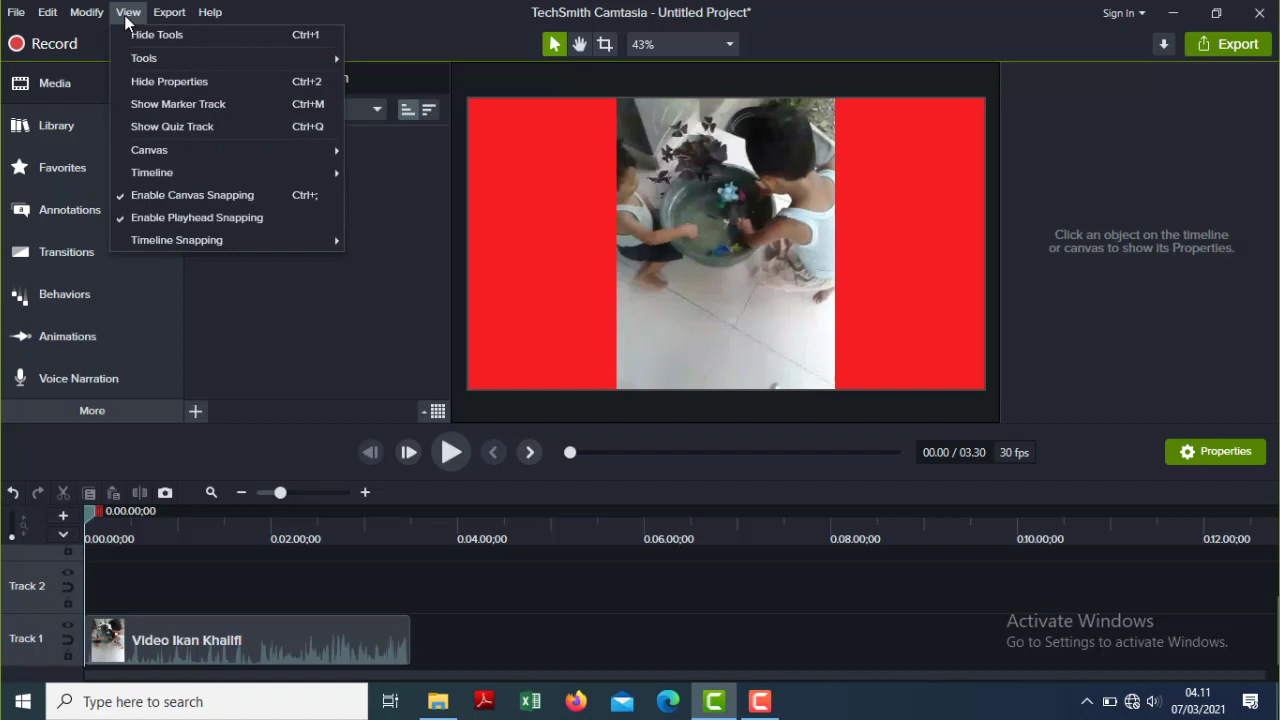 File Edit Modify View Export Help TechSmith Camtasia - Untitled Project* Sign In
Record 43% Export
Hide Tools Ctrl+1
Tools
Hide Properties Ctrl+2
Show Marker Track Ctrl+M
Show Quiz Track Ctrl+Q
Canvas
Timeline
Enable Canvas Snapping Ctrl+;
Enable Playhead Snapping
Timeline Snapping
Media
Library
Favorites
Annotations
Transitions
Behaviors
Animations
Voice Narration
More
Click an object on the timeline
or canvas to show its Properties.
00.00 / 03.30 30 fps Properties
0.00.00;00
0.00.00;00 0.02.00;00 0.04.00;00 0.06.00;00 0.08.00;00 0.10.00;00 0.12.00;00
Track 2
Track 1 Video Ikan Khalifi
Activate Windows
Go to Settings to activate Windows.
Type here to search
04.11
07/03/2021